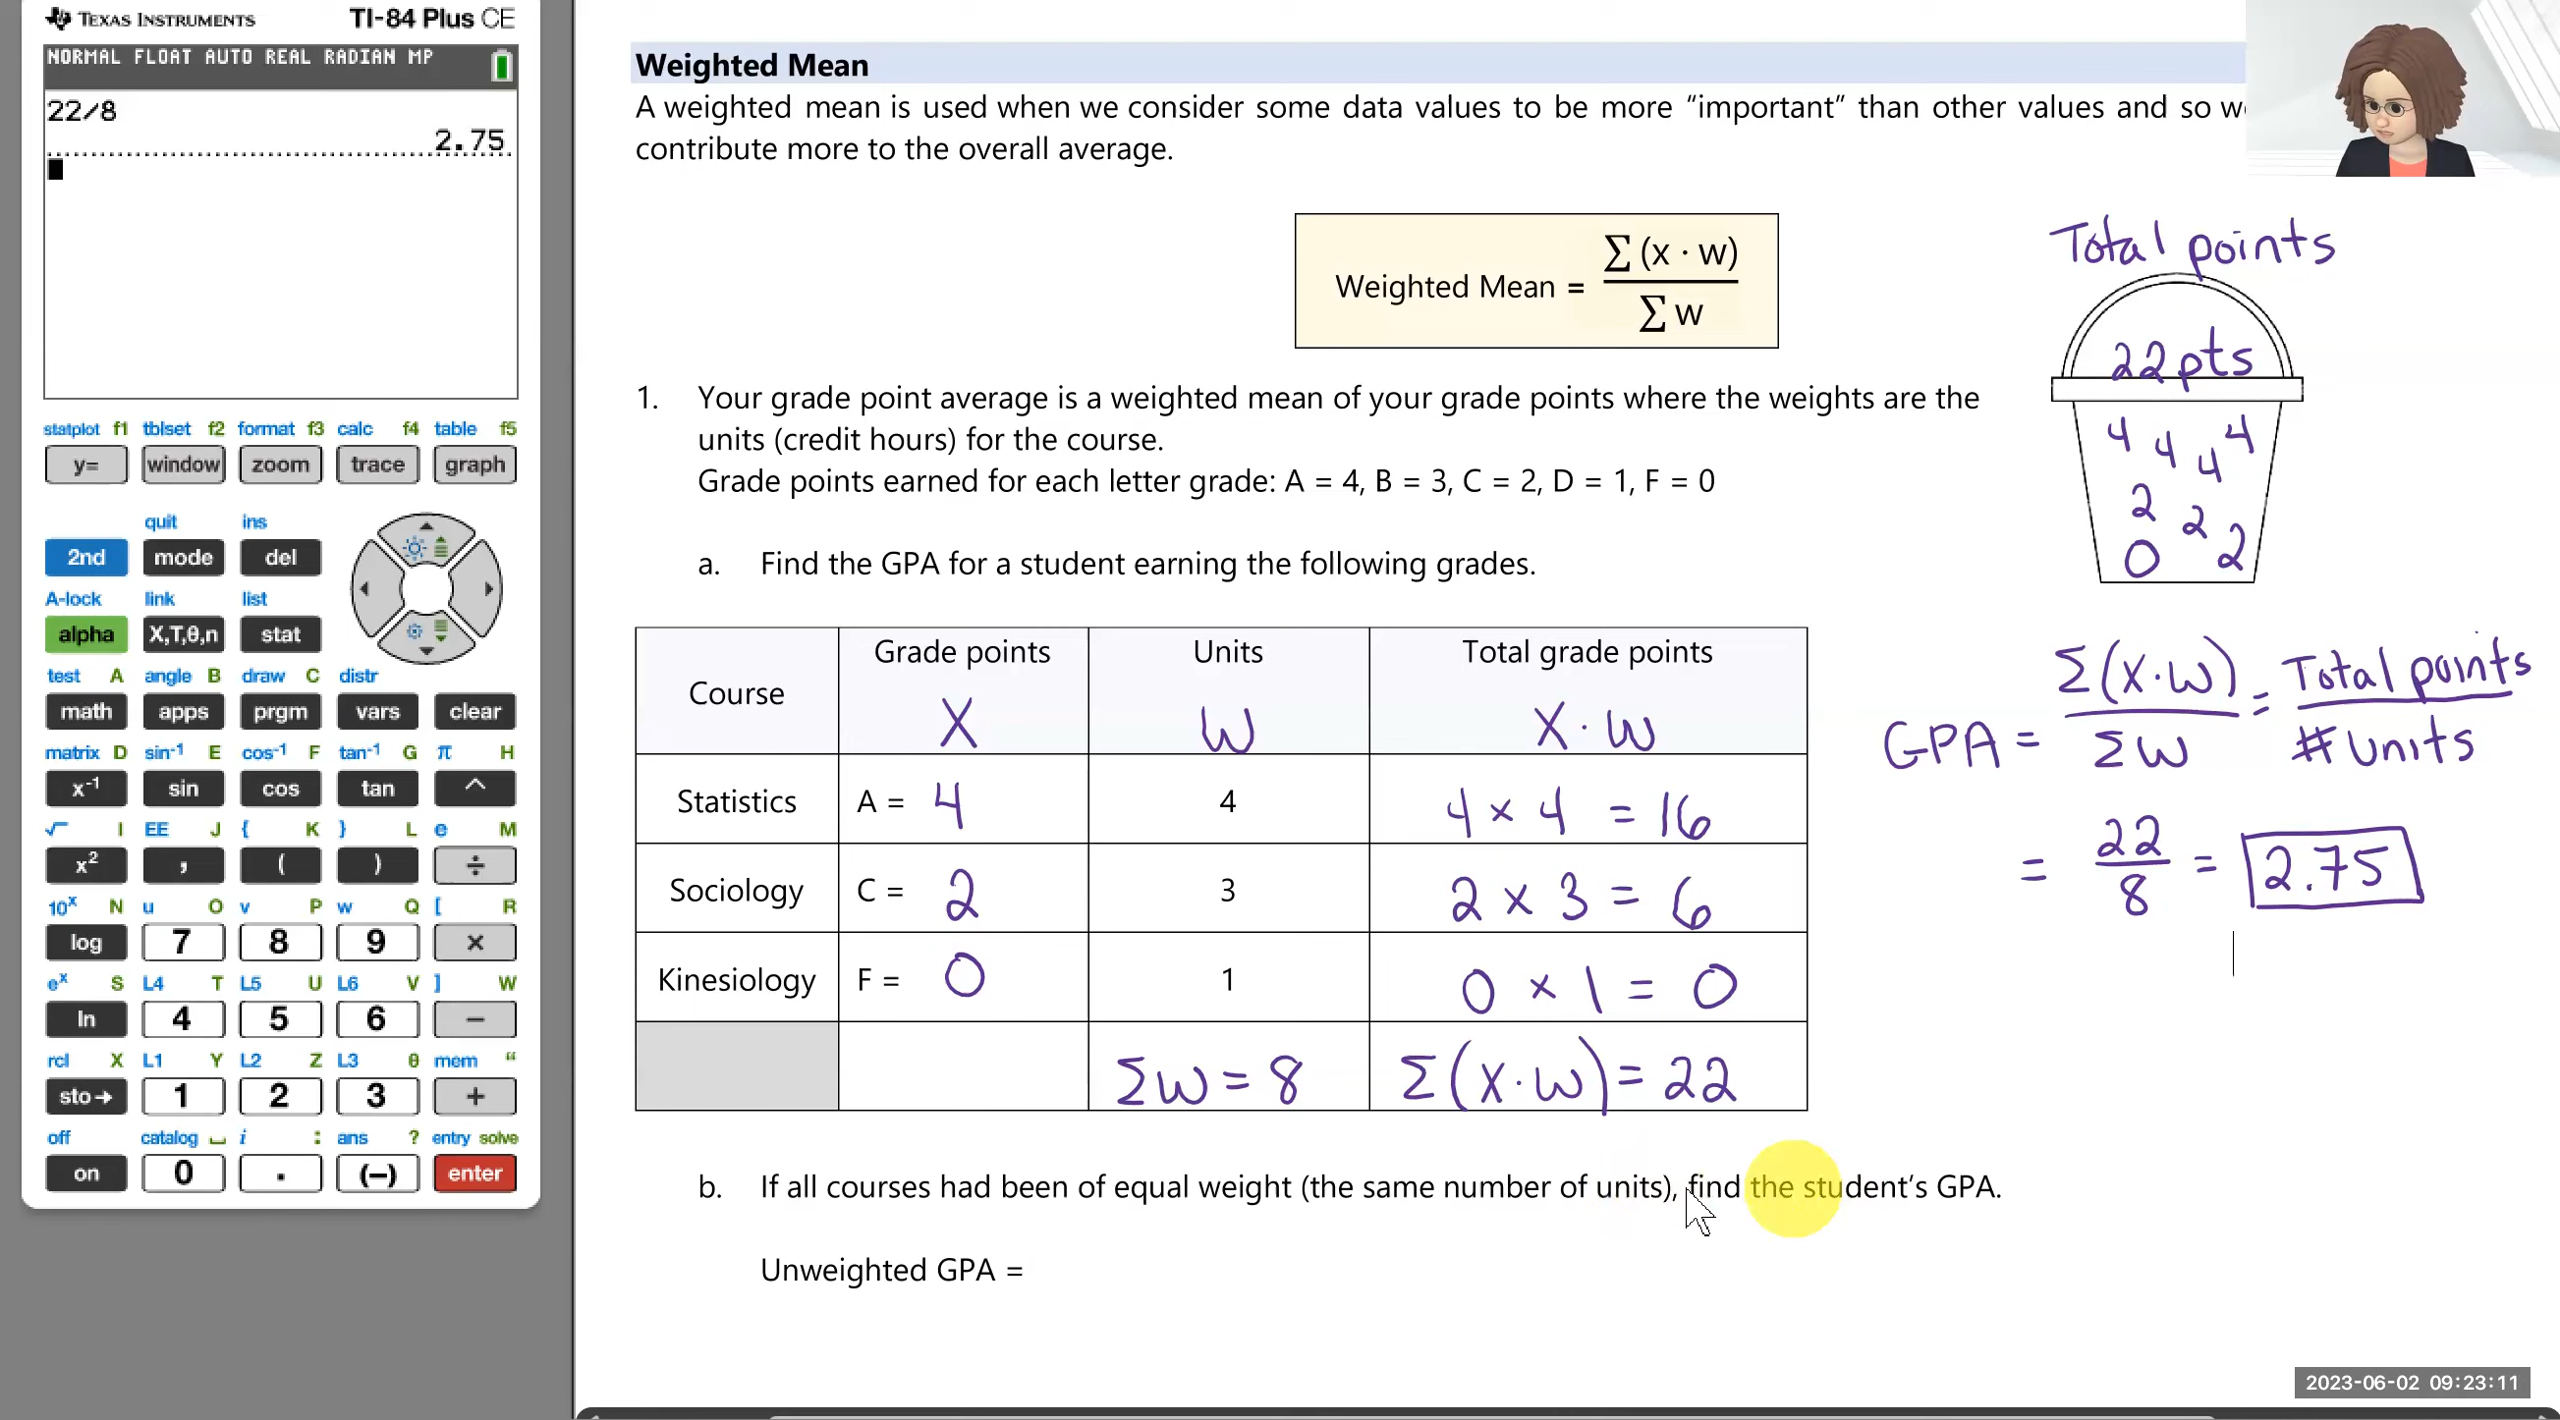 TEXAS INSTRUMENTS TI-84 Plus CE
NORMAL FLOAT AUTO REAL RADIAN MP
22/8
2.75
statplot f1 tblset f2 format f3 calc f4 table f5
y= window zoom trace graph
quit ins
2nd mode del
A-lock link list
alpha X,T,θ,n stat
test A angle B draw C distr
math apps prgm vars clear
matrix D sin⁻¹ E cos⁻¹ F tan⁻¹ G π H
x⁻¹ sin cos tan ^
√ I EE J { K } L e M
x² , ( ) ÷
10ˣ N u O v P w Q [ R
log 7 8 9 ×
eˣ S L4 T L5 U L6 V ] W
ln 4 5 6 −
rcl X L1 Y L2 Z L3 θ mem "
sto→ 1 2 3 +
off catalog ⎵ i : ans ? entry solve
on 0 . (−) enter
Weighted Mean
A weighted mean is used when we consider some data values to be more “important” than other values and so
contribute more to the overall average.
Weighted Mean = ∑ (x · w) / ∑ w
1. Your grade point average is a weighted mean of your grade points where the weights are the
units (credit hours) for the course.
Grade points earned for each letter grade: A = 4, B = 3, C = 2, D = 1, F = 0
a. Find the GPA for a student earning the following grades.
Course Grade points X Units W Total grade points X · W
Statistics A = 4 4 4 × 4 = 16
Sociology C = 2 3 2 × 3 = 6
Kinesiology F = 0 1 0 × 1 = 0
ΣW = 8 Σ(X·W) = 22
b. If all courses had been of equal weight (the same number of units), find the student’s GPA.
Unweighted GPA =
Total points
22 pts
4 4 4 4
2 2 2
0
GPA = Σ(X·W) / ΣW = Total points / # Units
= 22 / 8 = 2.75
2023-06-02 09:23:11